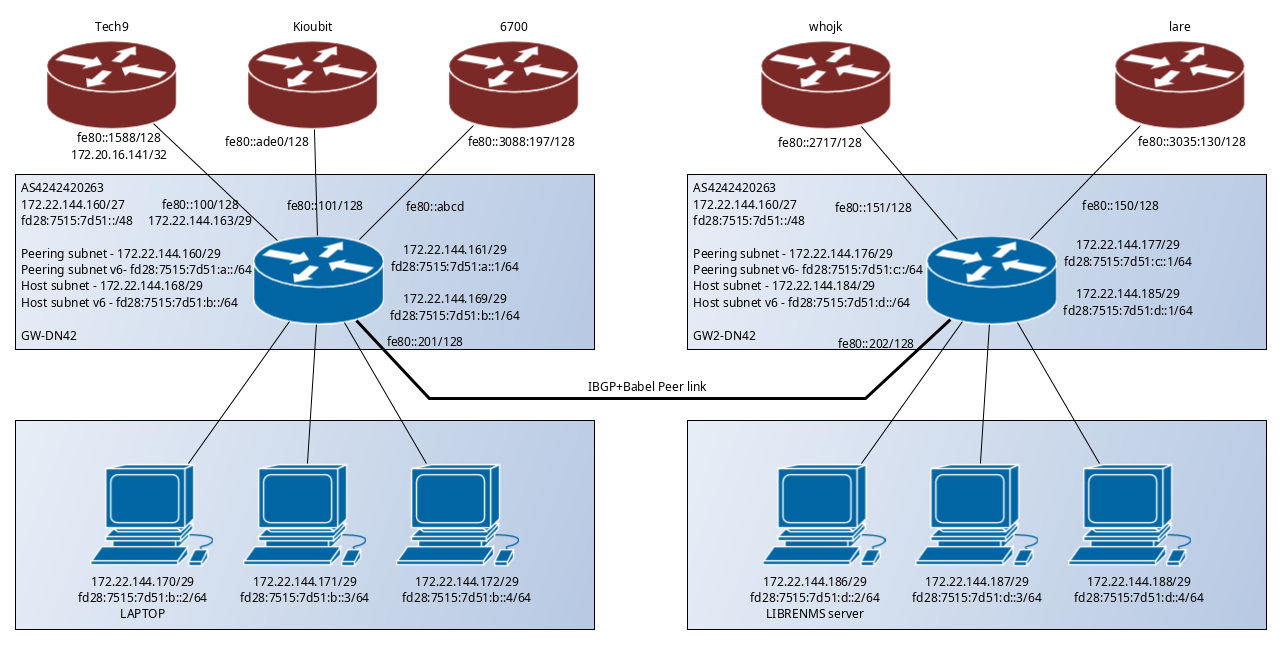 Tech9
Kioubit
6700
whojk
lare
fe80::1588/128
172.20.16.141/32
fe80::ade0/128
fe80::3088:197/128
fe80::2717/128
fe80::3035:130/128
AS4242420263
172.22.144.160/27
fd28:7515:7d51::/48
fe80::100/128
172.22.144.163/29
fe80::101/128
fe80::abcd
Peering subnet - 172.22.144.160/29
Peering subnet v6- fd28:7515:7d51:a::/64
Host subnet - 172.22.144.168/29
Host subnet v6 - fd28:7515:7d51:b::/64
GW-DN42
172.22.144.161/29
fd28:7515:7d51:a::1/64
172.22.144.169/29
fd28:7515:7d51:b::1/64
fe80::201/128
AS4242420263
172.22.144.160/27
fd28:7515:7d51::/48
fe80::151/128
fe80::150/128
Peering subnet - 172.22.144.176/29
Peering subnet v6- fd28:7515:7d51:c::/64
Host subnet - 172.22.144.184/29
Host subnet v6 - fd28:7515:7d51:d::/64
GW2-DN42
172.22.144.177/29
fd28:7515:7d51:c::1/64
172.22.144.185/29
fd28:7515:7d51:d::1/64
fe80::202/128
IBGP+Babel Peer link
172.22.144.170/29
fd28:7515:7d51:b::2/64
LAPTOP
172.22.144.171/29
fd28:7515:7d51:b::3/64
172.22.144.172/29
fd28:7515:7d51:b::4/64
172.22.144.186/29
fd28:7515:7d51:d::2/64
LIBRENMS server
172.22.144.187/29
fd28:7515:7d51:d::3/64
172.22.144.188/29
fd28:7515:7d51:d::4/64